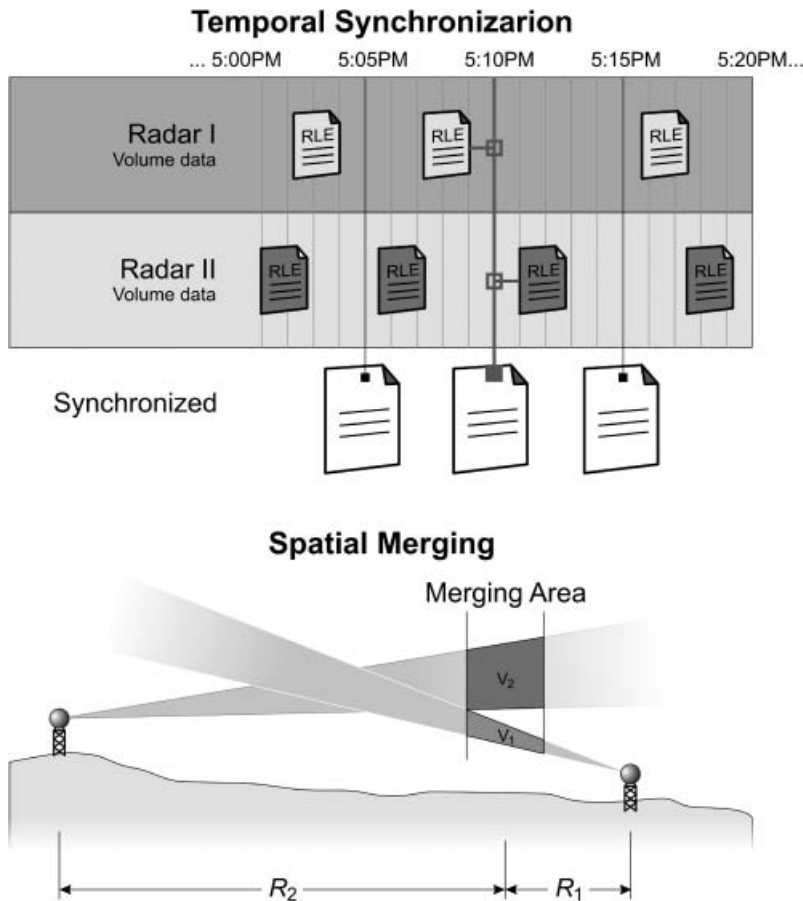 Temporal Synchronizarion
... 5:00PM 5:05PM 5:10PM 5:15PM 5:20PM...
Radar I
Volume data
RLE RLE RLE
Radar II
Volume data
RLE RLE RLE RLE
Synchronized
Spatial Merging
Merging Area
V2
V1
R2 R1